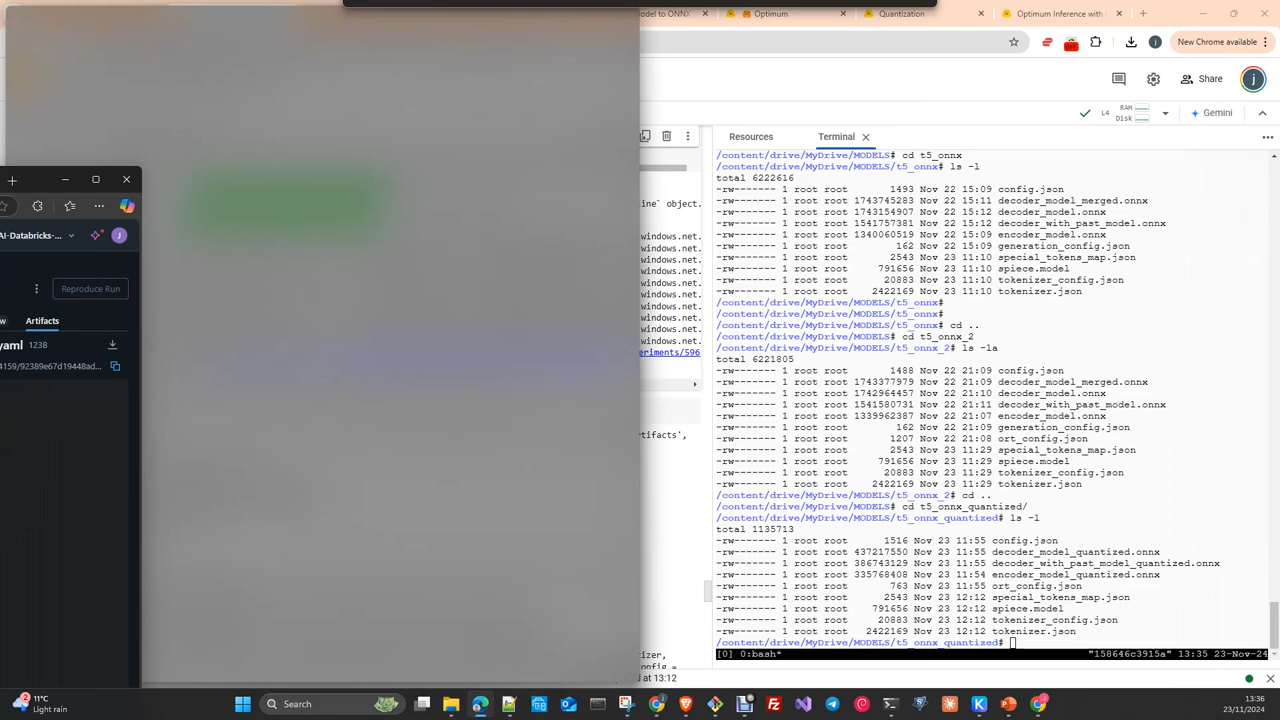 odel to ONNX
Optimum
Quantization
Optimum Inference with
New Chrome available
OFF
Share
L4
RAM
Disk
Gemini
Resources
Terminal
/content/drive/MyDrive/MODELS# cd t5_onnx
/content/drive/MyDrive/MODELS/t5_onnx# ls -l
total 6222616
-rw------- 1 root root 1493 Nov 22 15:09 config.json
-rw------- 1 root root 1743745283 Nov 22 15:11 decoder_model_merged.onnx
-rw------- 1 root root 1743154907 Nov 22 15:12 decoder_model.onnx
-rw------- 1 root root 1541757381 Nov 22 15:12 decoder_with_past_model.onnx
-rw------- 1 root root 1340060519 Nov 22 15:09 encoder_model.onnx
-rw------- 1 root root 162 Nov 22 15:09 generation_config.json
-rw------- 1 root root 2543 Nov 23 11:10 special_tokens_map.json
-rw------- 1 root root 791656 Nov 23 11:10 spiece.model
-rw------- 1 root root 20883 Nov 23 11:10 tokenizer_config.json
-rw------- 1 root root 2422169 Nov 23 11:10 tokenizer.json
/content/drive/MyDrive/MODELS/t5_onnx#
/content/drive/MyDrive/MODELS/t5_onnx#
/content/drive/MyDrive/MODELS/t5_onnx# cd ..
/content/drive/MyDrive/MODELS# cd t5_onnx_2
/content/drive/MyDrive/MODELS/t5_onnx_2# ls -la
total 6221805
-rw------- 1 root root 1488 Nov 22 21:09 config.json
-rw------- 1 root root 1743377979 Nov 22 21:09 decoder_model_merged.onnx
-rw------- 1 root root 1742964457 Nov 22 21:10 decoder_model.onnx
-rw------- 1 root root 1541580731 Nov 22 21:11 decoder_with_past_model.onnx
-rw------- 1 root root 1339962387 Nov 22 21:07 encoder_model.onnx
-rw------- 1 root root 162 Nov 22 21:09 generation_config.json
-rw------- 1 root root 1207 Nov 22 21:08 ort_config.json
-rw------- 1 root root 2543 Nov 23 11:29 special_tokens_map.json
-rw------- 1 root root 791656 Nov 23 11:29 spiece.model
-rw------- 1 root root 20883 Nov 23 11:29 tokenizer_config.json
-rw------- 1 root root 2422169 Nov 23 11:29 tokenizer.json
/content/drive/MyDrive/MODELS/t5_onnx_2# cd ..
/content/drive/MyDrive/MODELS# cd t5_onnx_quantized/
/content/drive/MyDrive/MODELS/t5_onnx_quantized# ls -l
total 1135713
-rw------- 1 root root 1516 Nov 23 11:55 config.json
-rw------- 1 root root 437217550 Nov 23 11:55 decoder_model_quantized.onnx
-rw------- 1 root root 386743129 Nov 23 11:55 decoder_with_past_model_quantized.onnx
-rw------- 1 root root 335768408 Nov 23 11:54 encoder_model_quantized.onnx
-rw------- 1 root root 763 Nov 23 11:55 ort_config.json
-rw------- 1 root root 2543 Nov 23 12:12 special_tokens_map.json
-rw------- 1 root root 791656 Nov 23 12:12 spiece.model
-rw------- 1 root root 20883 Nov 23 12:12 tokenizer_config.json
-rw------- 1 root root 2422169 Nov 23 12:12 tokenizer.json
/content/drive/MyDrive/MODELS/t5_onnx_quantized#
[0] 0:bash* "158646c3915a" 13:35 23-Nov-24
line` object.
windows.net.
windows.net.
windows.net.
windows.net.
windows.net.
windows.net.
windows.net.
windows.net.
windows.net.
windows.net.
eriments/596
rtifacts',
izer,
config =
d at 13:12
AI-Databricks-...
J
Reproduce Run
w
Artifacts
yaml 123B
4159/92389e67d19448ad...
11°C
Light rain
Search
13:36
23/11/2024